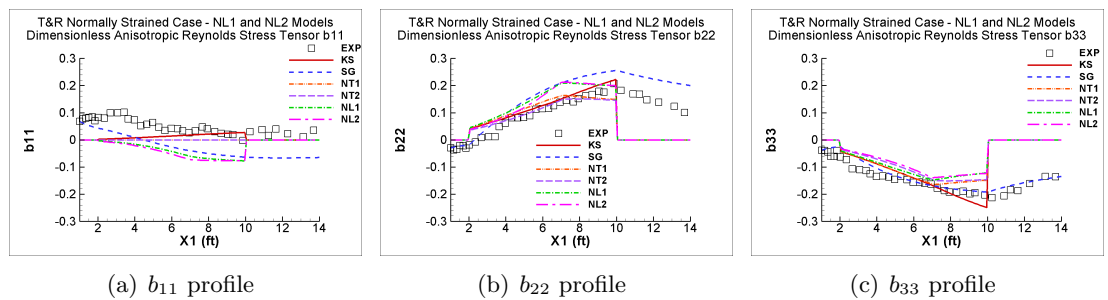 T&R Normally Strained Case - NL1 and NL2 Models
Dimensionless Anisotropic Reynolds Stress Tensor b11
EXP
KS
SG
NT1
NT2
NL1
NL2
0.3
0.2
0.1
0
-0.1
-0.2
-0.3
b11
2 4 6 8 10 12 14
X1 (ft)
(a) b11 profile
T&R Normally Strained Case - NL1 and NL2 Models
Dimensionless Anisotropic Reynolds Stress Tensor b22
0.3
0.2
0.1
0
-0.1
-0.2
-0.3
b22
EXP
KS
SG
NT1
NT2
NL1
NL2
2 4 6 8 10 12 14
X1 (ft)
(b) b22 profile
T&R Normally Strained Case - NL1 and NL2 Models
Dimensionless Anisotropic Reynolds Stress Tensor b33
EXP
KS
SG
NT1
NT2
NL1
NL2
0.3
0.2
0.1
0
-0.1
-0.2
-0.3
b33
2 4 6 8 10 12 14
X1 (ft)
(c) b33 profile